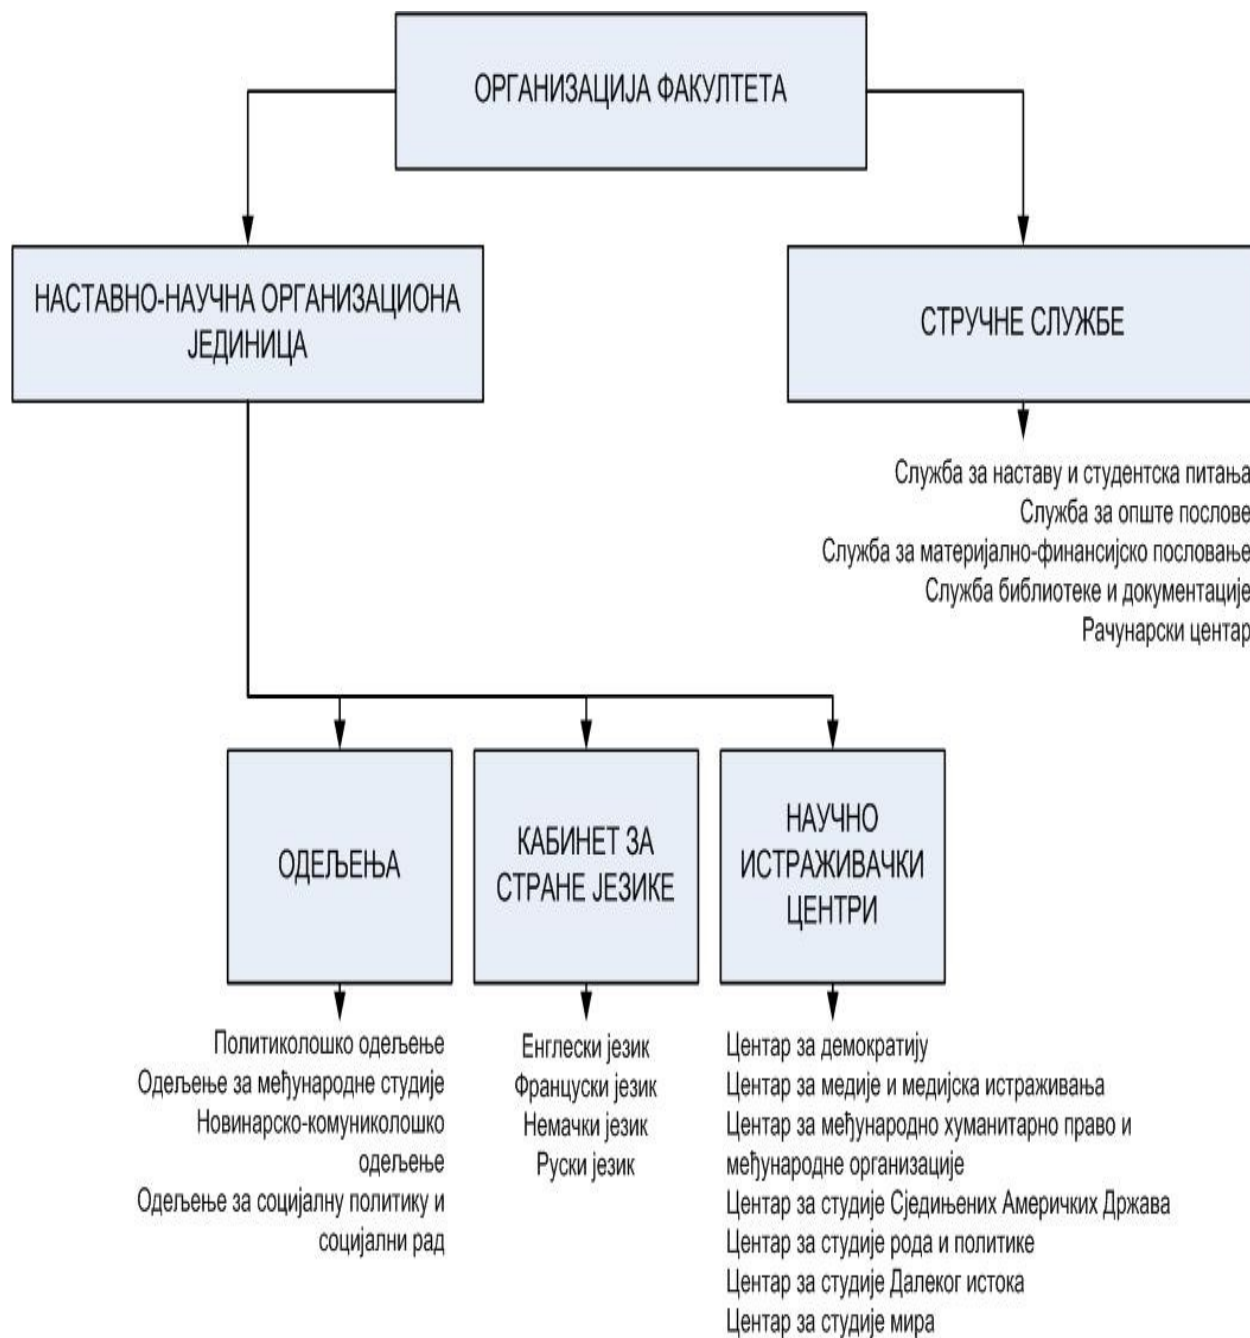 ОРГАНИЗАЦИЈА ФАКУЛТЕТА
НАСТАВНО-НАУЧНА ОРГАНИЗАЦИОНА
ЈЕДИНИЦА
СТРУЧНЕ СЛУЖБЕ
Служба за наставу и студентска питања
Служба за опште послове
Служба за материјално-финансијско пословање
Служба библиотеке и документације
Рачунарски центар
ОДЕЉЕЊА
КАБИНЕТ ЗА
СТРАНЕ ЈЕЗИКЕ
НАУЧНО
ИСТРАЖИВАЧКИ
ЦЕНТРИ
Политиколошко одељење
Одељење за међународне студије
Новинарско-комуниколошко
одељење
Одељење за социјалну политику и
социјални рад
Енглески језик
Француски језик
Немачки језик
Руски језик
Центар за демократију
Центар за медије и медијска истраживања
Центар за међународно хуманитарно право и
међународне организације
Центар за студије Сједињених Америчких Држава
Центар за студије рода и политике
Центар за студије Далеког истока
Центар за студије мира